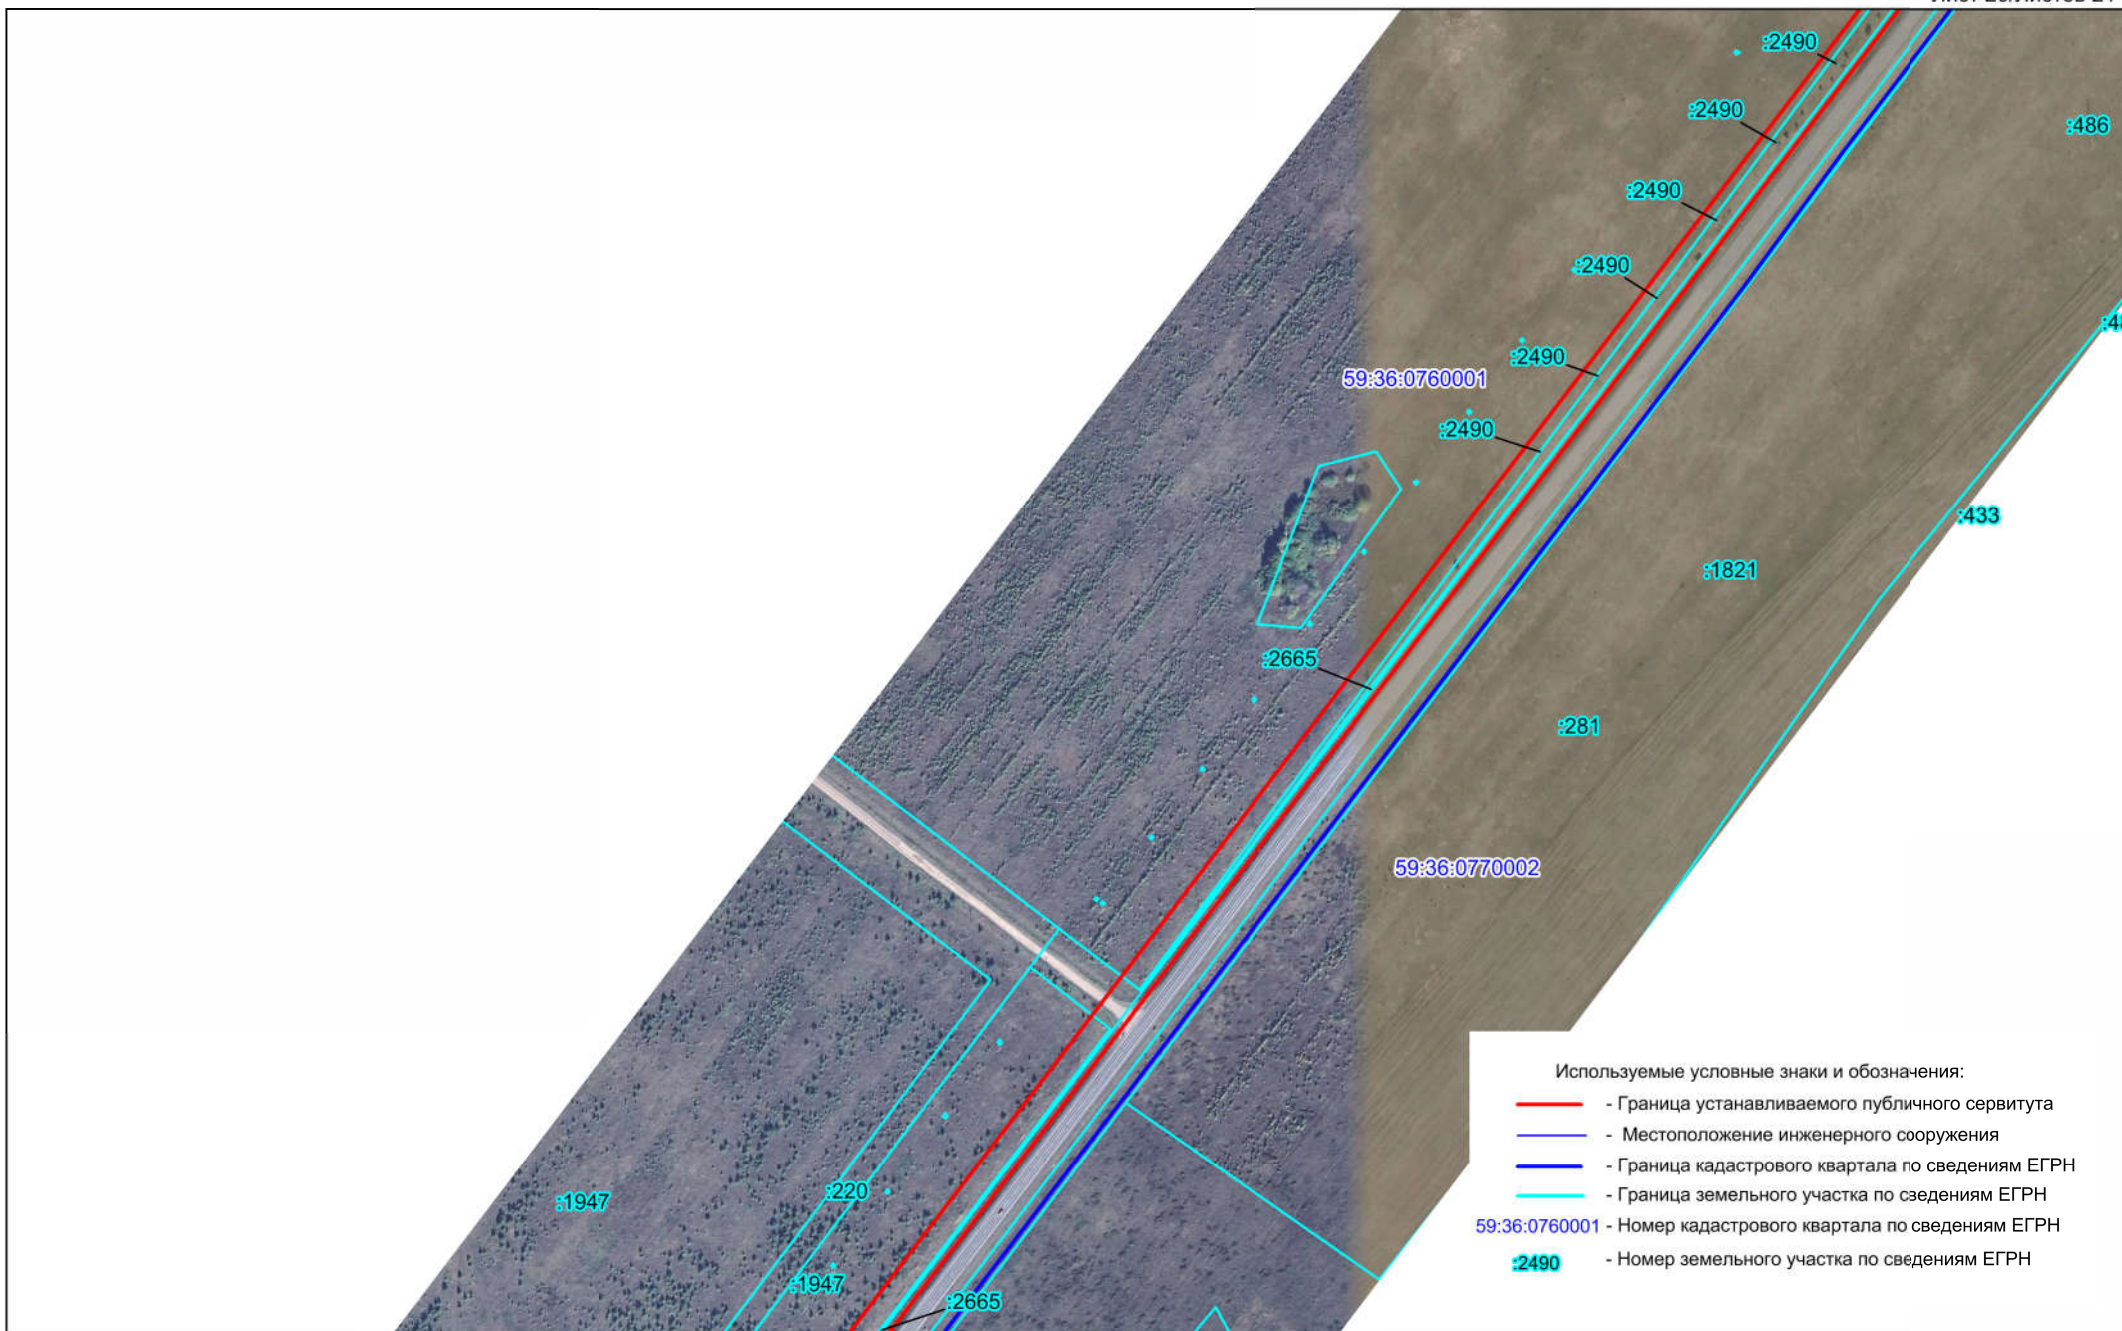 :2490
:2490
:486
:2490
:2490
:2490
59:36:0760001
:2490
:433
:1821
:2665
:281
59:36:0770002
:220
:1947
:1947
:2665
Используемые условные знаки и обозначения:
- Граница устанавливаемого публичного сервитута
- Местоположение инженерного сооружения
- Граница кадастрового квартала по сведениям ЕГРН
- Граница земельного участка по сведениям ЕГРН
59:36:0760001 - Номер кадастрового квартала по сведениям ЕГРН
:2490 - Номер земельного участка по сведениям ЕГРН